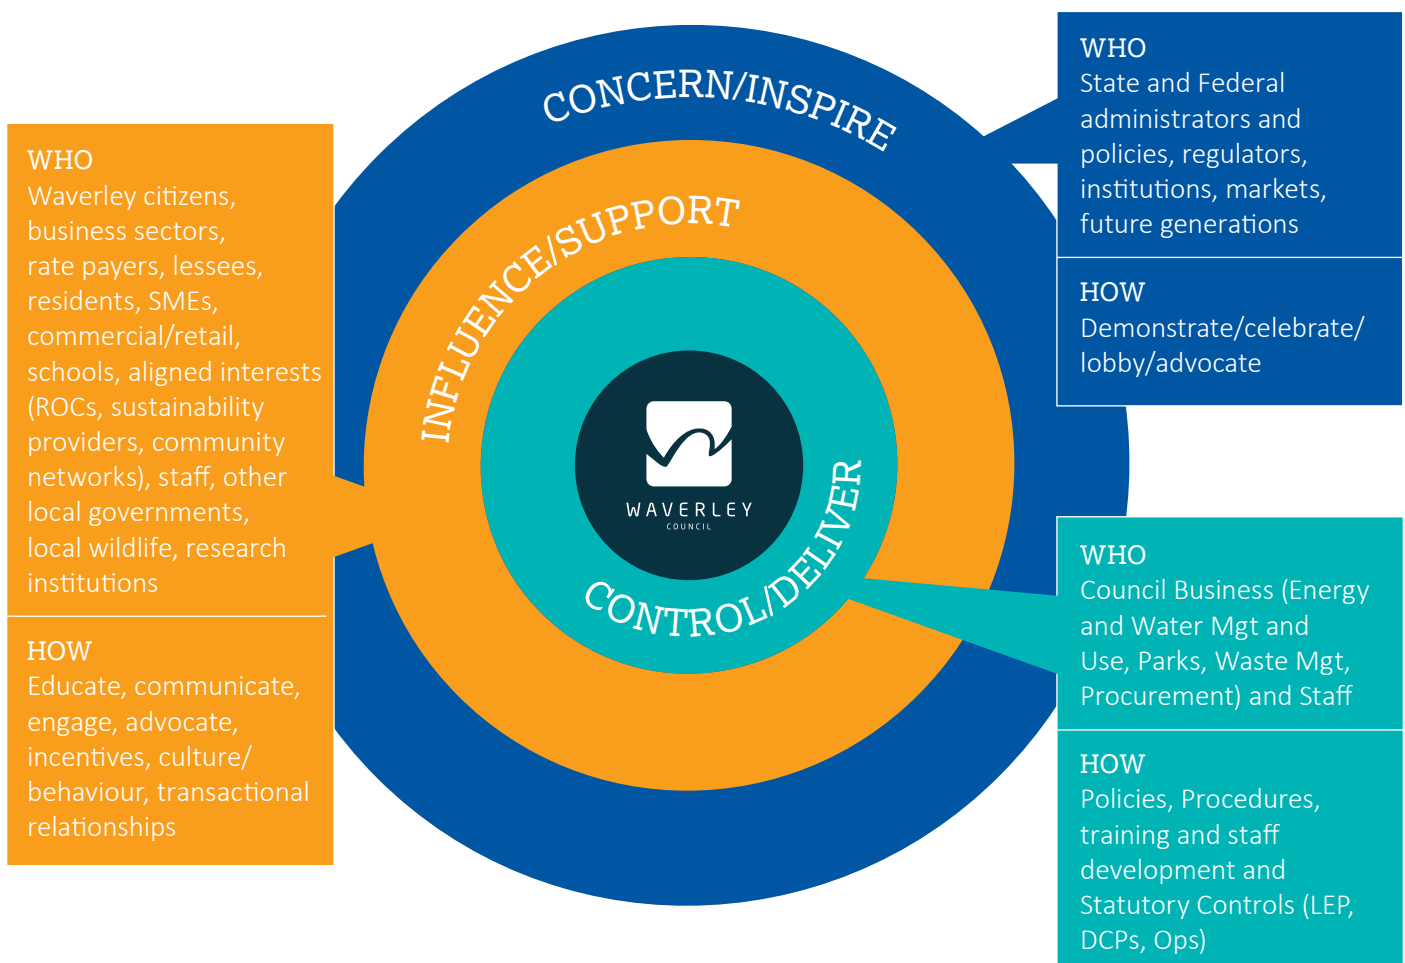 CONCERN/INSPIRE
INFLUENCE/SUPPORT
CONTROL/DELIVER
WAVERLEY
COUNCIL
WHO
Waverley citizens,
business sectors,
rate payers, lessees,
residents, SMEs,
commercial/retail,
schools, aligned interests
(ROCs, sustainability
providers, community
networks), staff, other
local governments,
local wildlife, research
institutions
HOW
Educate, communicate,
engage, advocate,
incentives, culture/
behaviour, transactional
relationships
WHO
State and Federal
administrators and
policies, regulators,
institutions, markets,
future generations
HOW
Demonstrate/celebrate/
lobby/advocate
WHO
Council Business (Energy
and Water Mgt and
Use, Parks, Waste Mgt,
Procurement) and Staff
HOW
Policies, Procedures,
training and staff
development and
Statutory Controls (LEP,
DCPs, Ops)